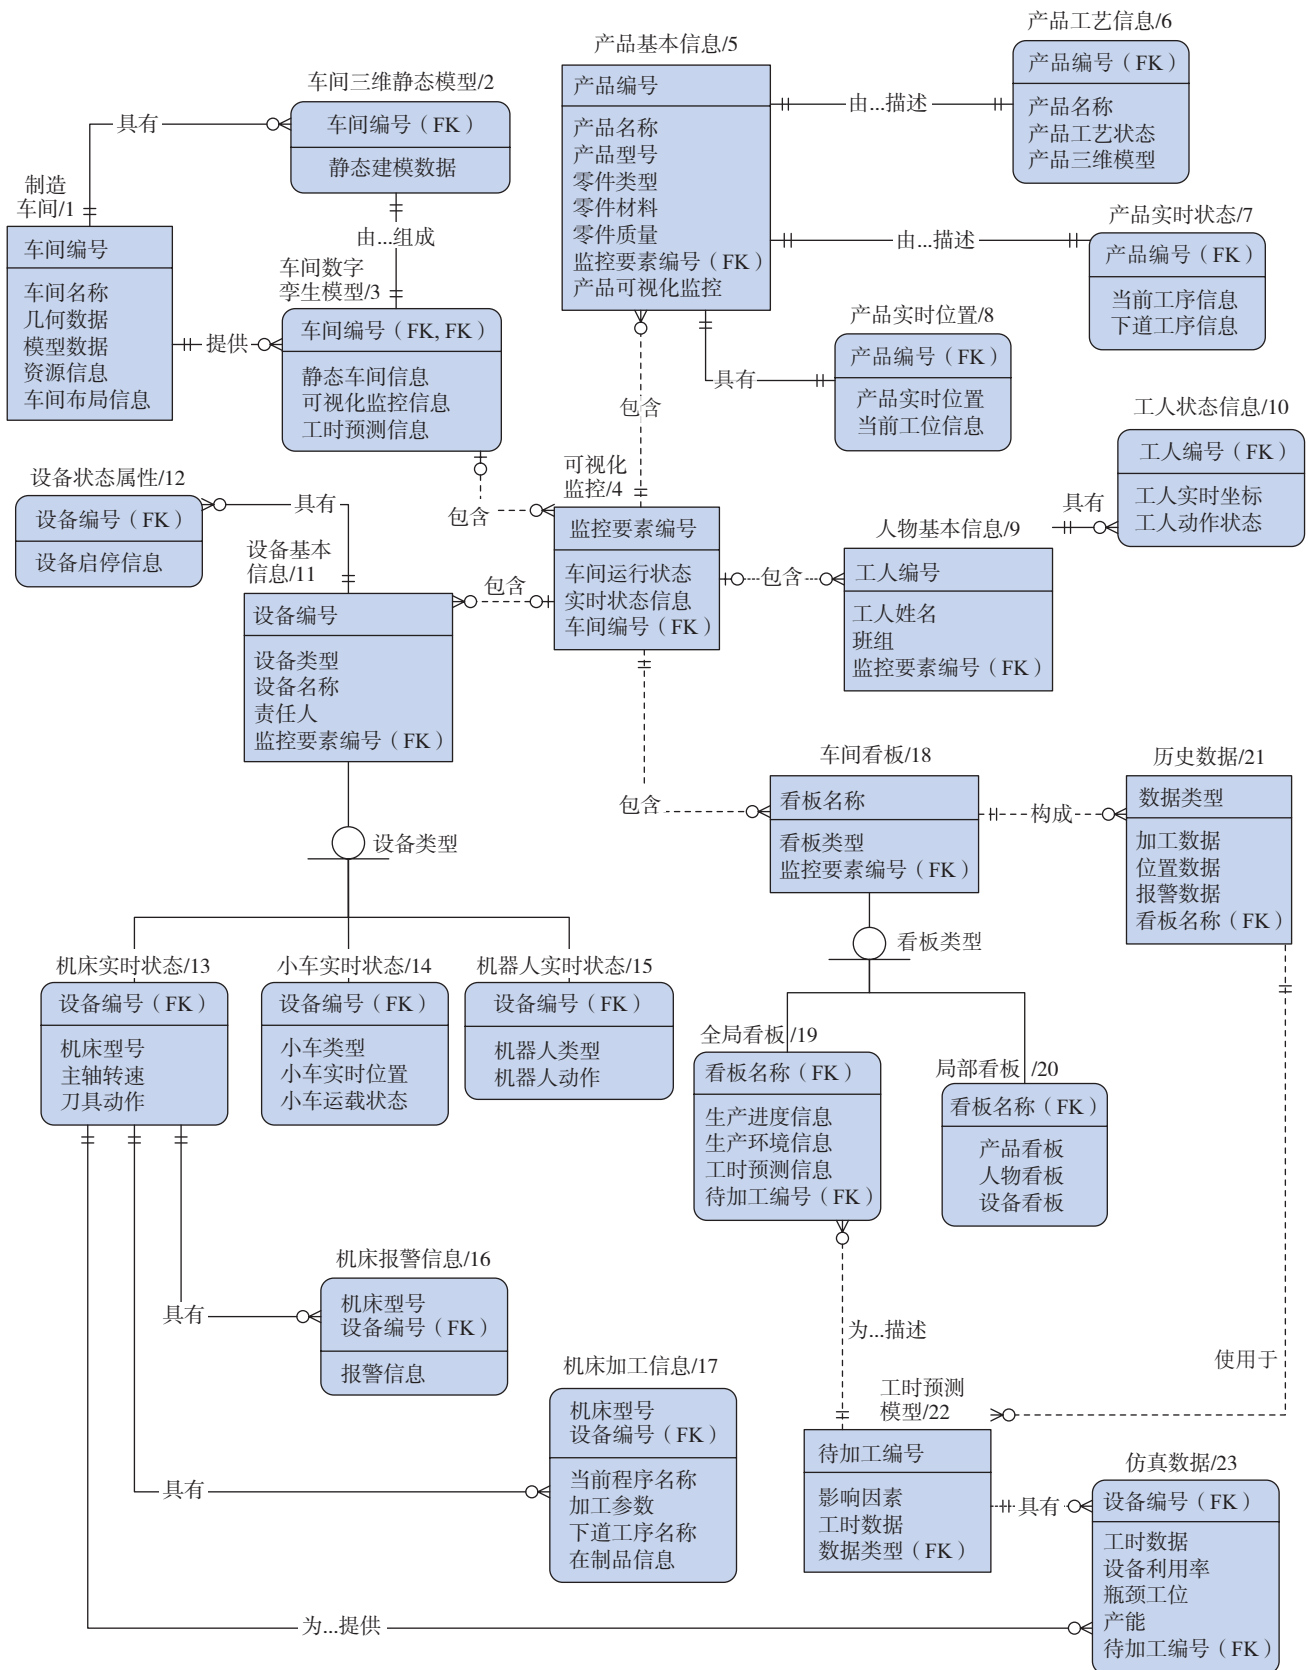 产品基本信息/5
产品编号
产品名称
产品型号
零件类型
零件材料
零件质量
监控要素编号（FK）
产品可视化监控
由...描述
产品工艺信息/6
产品编号（FK）
产品名称
产品工艺状态
产品三维模型
车间三维静态模型/2
车间编号（FK）
静态建模数据
具有
制造
车间/1
车间编号
车间名称
几何数据
模型数据
资源信息
车间布局信息
由...组成
提供
车间数字
孪生模型/3
车间编号（FK, FK）
静态车间信息
可视化监控信息
工时预测信息
由...描述
产品实时状态/7
产品编号（FK）
当前工序信息
下道工序信息
具有
产品实时位置/8
产品编号（FK）
产品实时位置
当前工位信息
包含
工人状态信息/10
工人编号（FK）
工人实时坐标
工人动作状态
具有
设备状态属性/12
设备编号（FK）
设备启停信息
具有
包含
可视化
监控/4
监控要素编号
车间运行状态
实时状态信息
车间编号（FK）
包含
人物基本信息/9
工人编号
工人姓名
班组
监控要素编号（FK）
设备基本
信息/11
包含
设备编号
设备类型
设备名称
责任人
监控要素编号（FK）
包含
车间看板/18
看板名称
看板类型
监控要素编号（FK）
构成
历史数据/21
数据类型
加工数据
位置数据
报警数据
看板名称（FK）
设备类型
看板类型
机床实时状态/13
设备编号（FK）
机床型号
主轴转速
刀具动作
小车实时状态/14
设备编号（FK）
小车类型
小车实时位置
小车运载状态
机器人实时状态/15
设备编号（FK）
机器人类型
机器人动作
全局看板/19
看板名称（FK）
生产进度信息
生产环境信息
工时预测信息
待加工编号（FK）
局部看板/20
看板名称（FK）
产品看板
人物看板
设备看板
机床报警信息/16
具有
机床型号
设备编号（FK）
报警信息
为...描述
使用于
机床加工信息/17
机床型号
设备编号（FK）
当前程序名称
加工参数
下道工序名称
在制品信息
具有
工时预测
模型/22
待加工编号
影响因素
工时数据
数据类型（FK）
具有
仿真数据/23
设备编号（FK）
工时数据
设备利用率
瓶颈工位
产能
待加工编号（FK）
为...提供